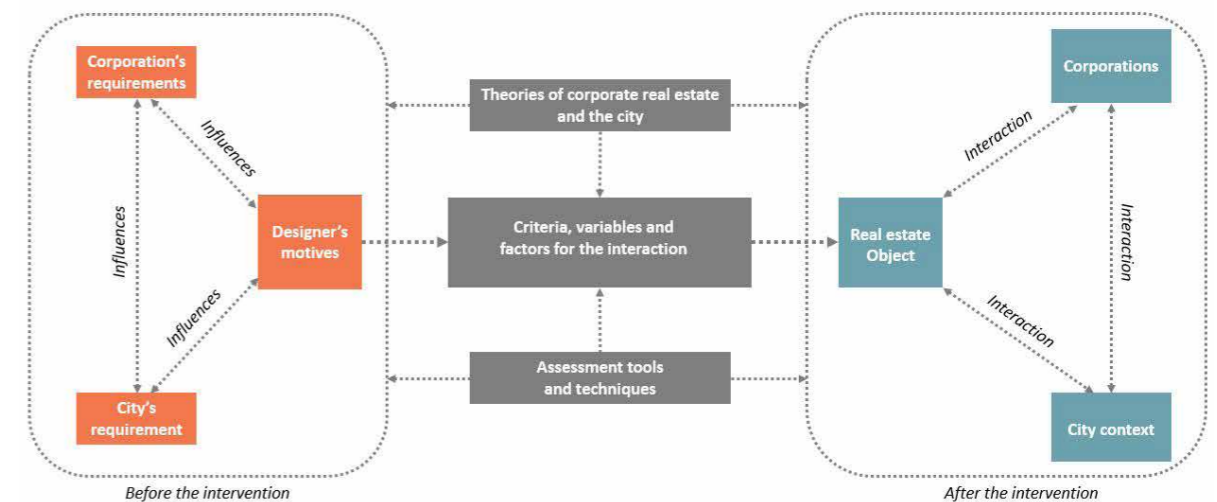 Corporation's
requirements
Influences
Influences
Designer's
motives
Influences
City's
requirement
Before the intervention
Theories of corporate real estate
and the city
Criteria, variables and
factors for the interaction
Assessment tools
and techniques
Corporations
Interaction
Interaction
Real estate
Object
Interaction
City context
After the intervention